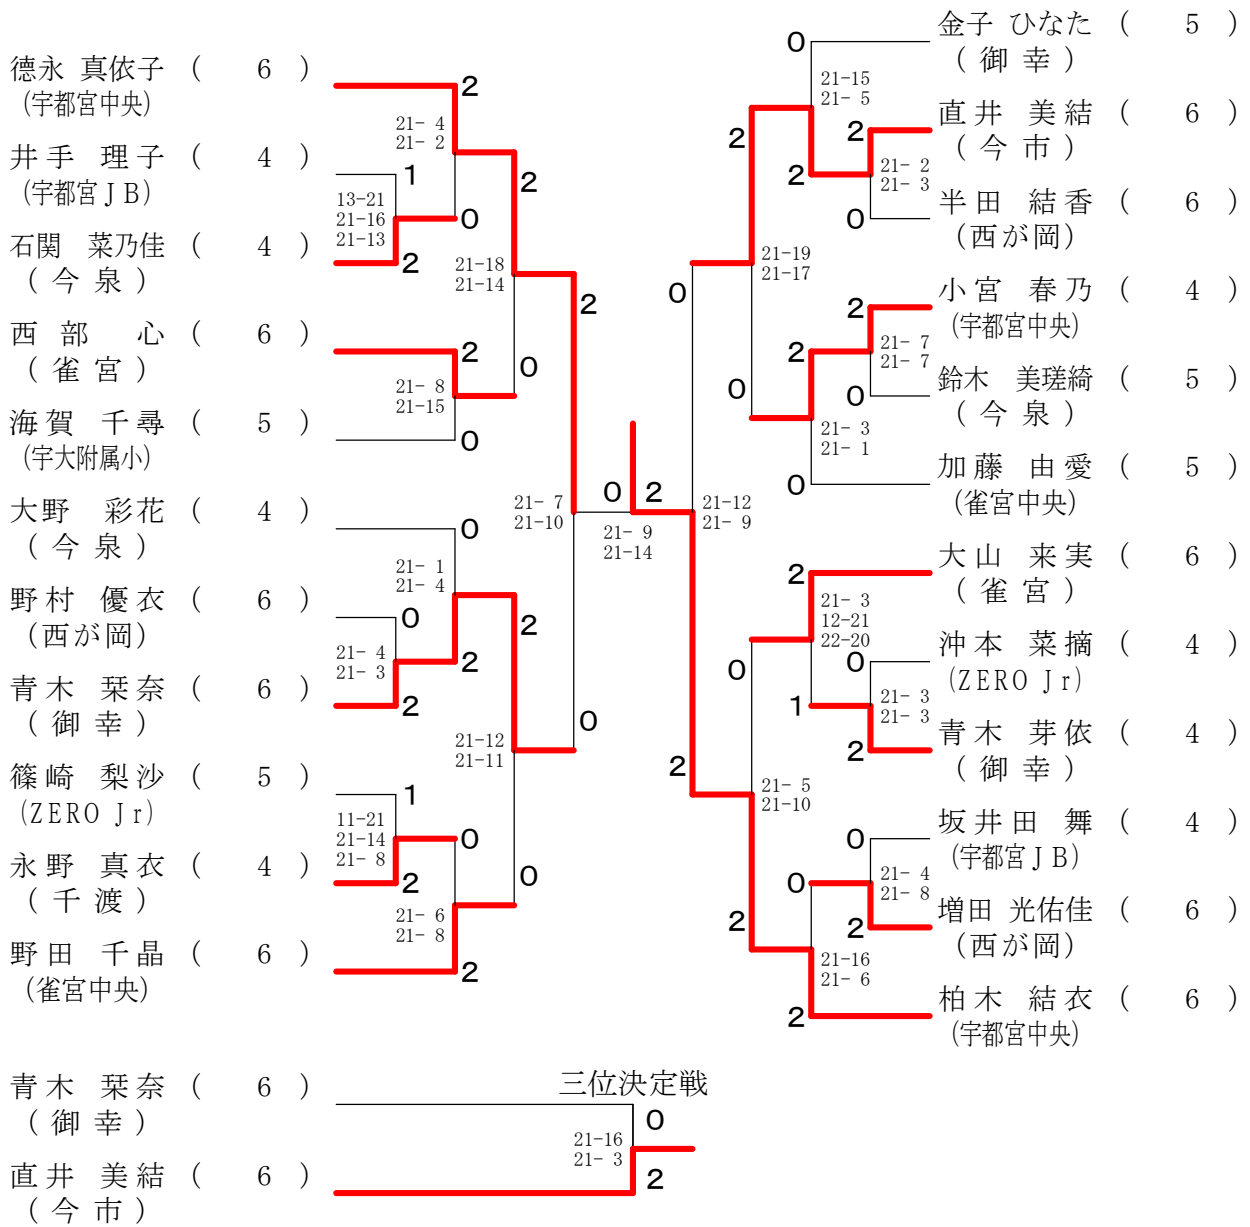 德永 真依子 ( 6 )
(宇都宮中央)
井手 理子 ( 4 )
(宇都宮ＪＢ)
石関 菜乃佳 ( 4 )
( 今 泉 )
西 部 心 ( 6 )
( 雀 宮 )
海賀 千尋 ( 5 )
(宇大附属小)
大野 彩花 ( 4 )
( 今 泉 )
野村 優衣 ( 6 )
(西が岡)
青木 栞奈 ( 6 )
( 御 幸 )
篠崎 梨沙 ( 5 )
(ZERO Jr)
永野 真衣 ( 4 )
( 千 渡 )
野田 千晶 ( 6 )
(雀宮中央)
2
21- 4
21- 2
1
13-21
21-16
21-13
0
2
2
21-18
21-14
2
21- 8
21-15
0
0
2
21- 7
21-10
0
21- 1
21- 4
0
21- 4
21- 3
2
2
2
21-12
21-11
0
1
11-21
21-14
21- 8
0
2
21- 6
21- 8
0
2
0 2
21- 9
21-14
金子 ひなた ( 5 )
( 御 幸 )
直井 美結 ( 6 )
( 今 市 )
半田 結香 ( 6 )
(西が岡)
小宮 春乃 ( 4 )
(宇都宮中央)
鈴木 美瑳綺 ( 5 )
( 今 泉 )
加藤 由愛 ( 5 )
(雀宮中央)
大山 来実 ( 6 )
( 雀 宮 )
沖本 菜摘 ( 4 )
(ZERO Jr)
青木 芽依 ( 4 )
( 御 幸 )
坂井田 舞 ( 4 )
(宇都宮ＪＢ)
増田 光佑佳 ( 6 )
(西が岡)
柏木 結衣 ( 6 )
(宇都宮中央)
0
21-15
21- 5
2
2
2
21- 2
21- 3
0
21-19
21-17
0
2
21- 7
21- 7
2
0
0
21- 3
21- 1
0
21-12
21- 9
2
21- 3
12-21
22-20
0
0
21- 3
21- 3
1
2
2
21- 5
21-10
0
21- 4
21- 8
0
2
2
21-16
21- 6
2
三位決定戦
青木 栞奈 ( 6 )
( 御 幸 )
0
21-16
21- 3
2
直井 美結 ( 6 )
( 今 市 )